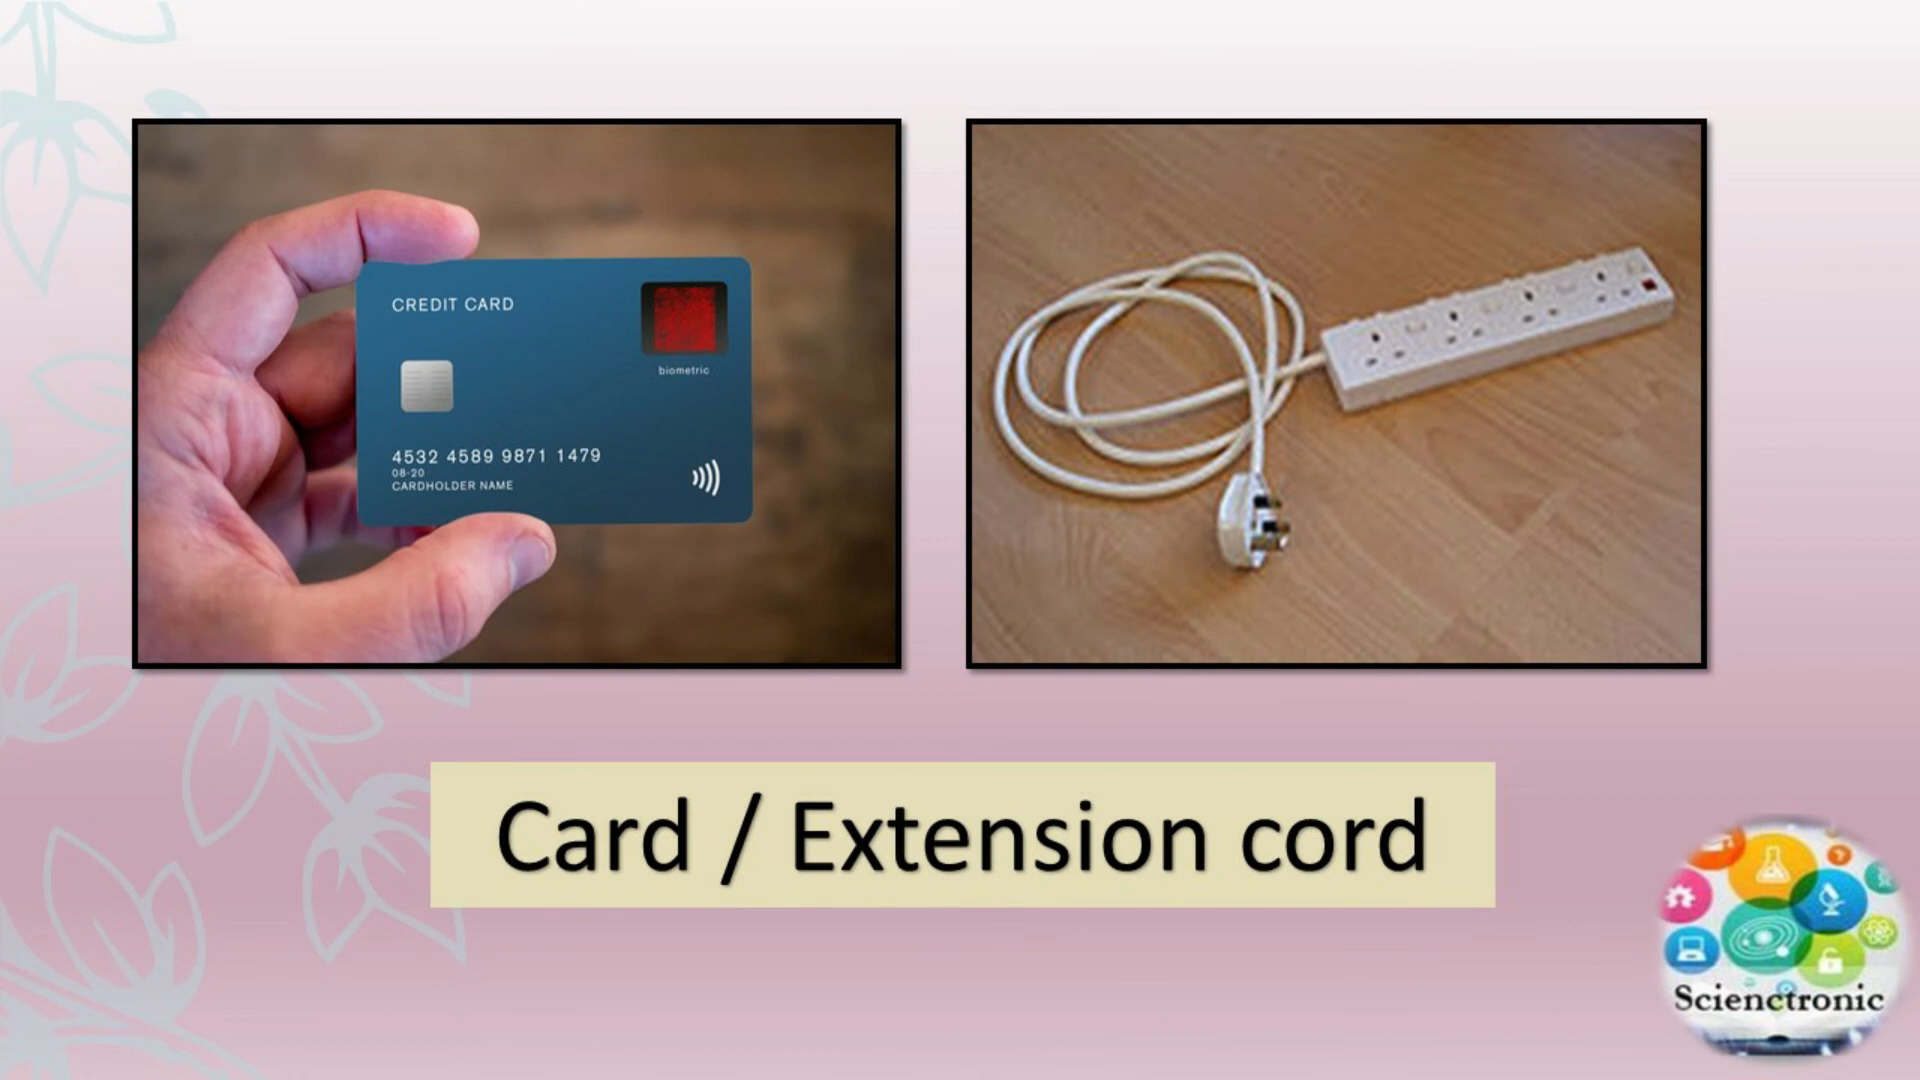 CREDIT CARD
biometric
4532 4589 9871 1479
08-20
CARDHOLDER NAME
Card / Extension cord
Scienctronic